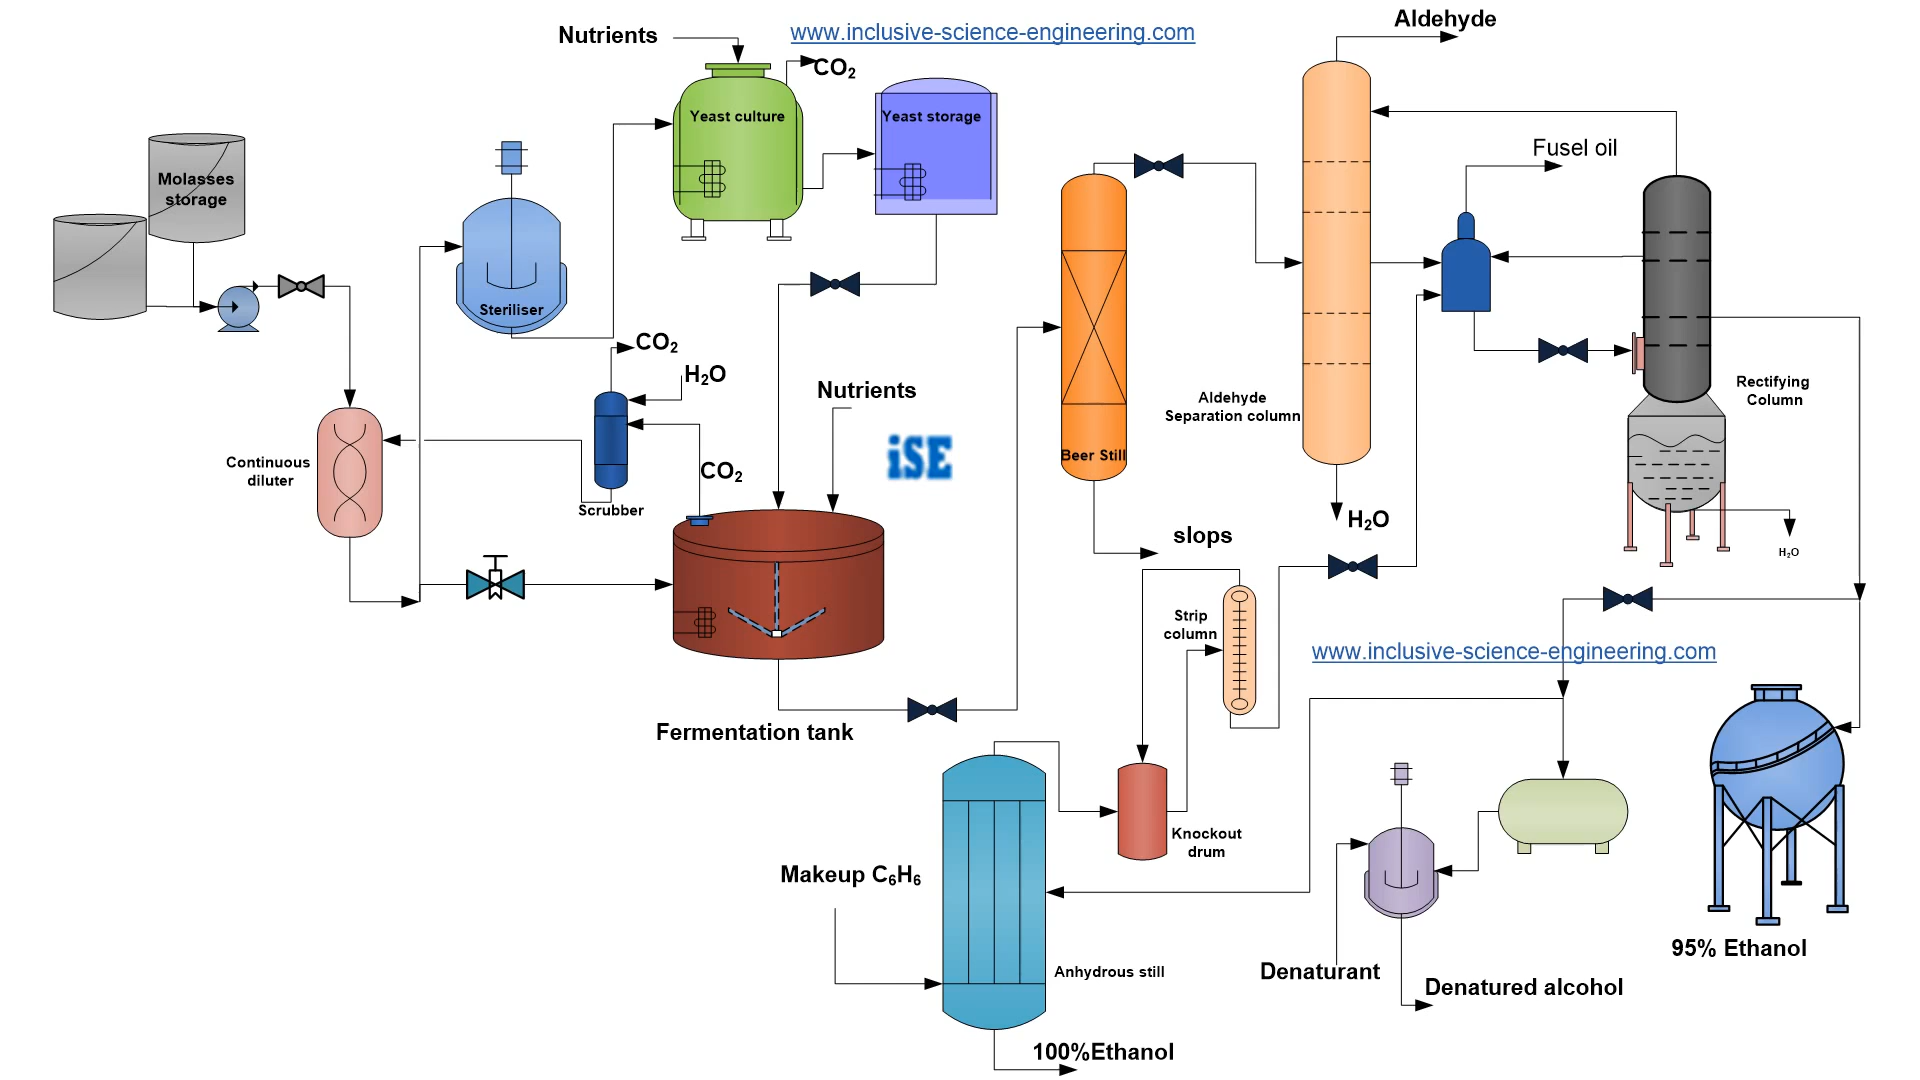 Nutrients
www.inclusive-science-engineering.com
Aldehyde
CO₂
Yeast culture
Yeast storage
Fusel oil
Molasses
storage
Steriliser
CO₂
H₂O
Nutrients
Rectifying
Column
Aldehyde
Separation column
iSE
Beer Still
Continuous
diluter
CO₂
Scrubber
H₂O
slops
H₂O
Strip
column
www.inclusive-science-engineering.com
Fermentation tank
Knockout
drum
Makeup C₆H₆
95% Ethanol
Anhydrous still
Denaturant
Denatured alcohol
100%Ethanol